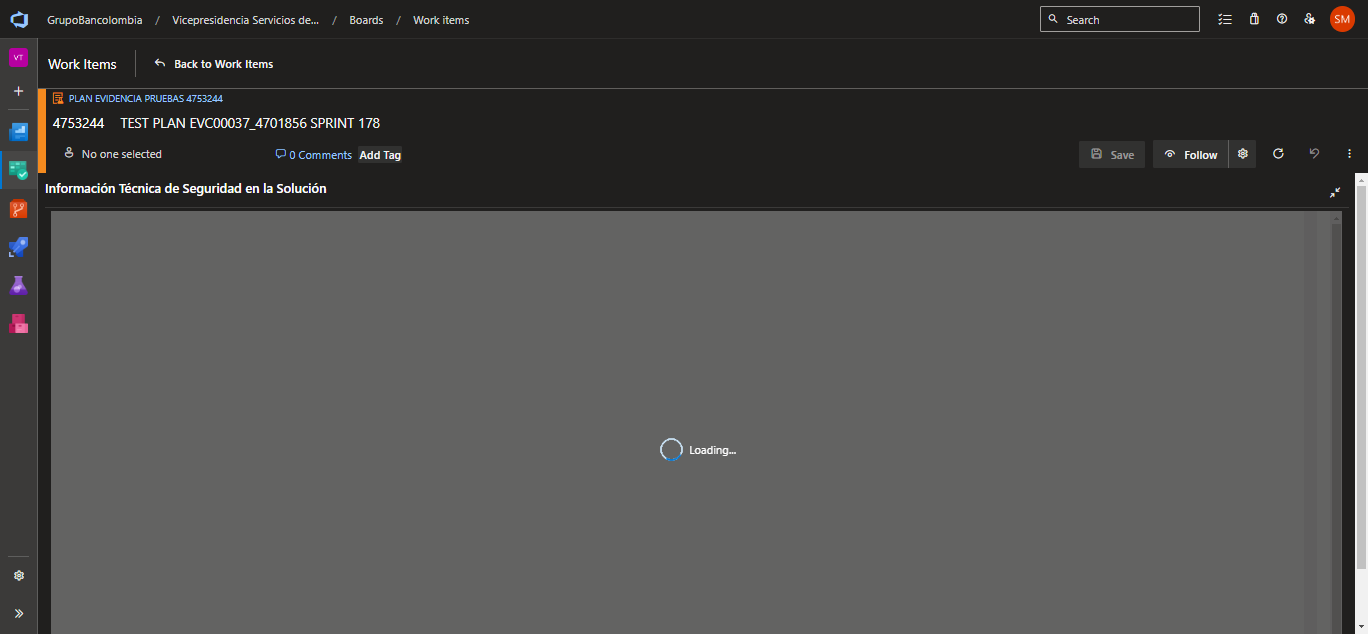 GrupoBancolombia / Vicepresidencia Servicios de... / Boards / Work items
Search
SM
VT
Work Items
Back to Work Items
PLAN EVIDENCIA PRUEBAS 4753244
4753244 TEST PLAN EVC00037_4701856 SPRINT 178
No one selected
0 Comments
Add Tag
Save
Follow
Información Técnica de Seguridad en la Solución
Loading...